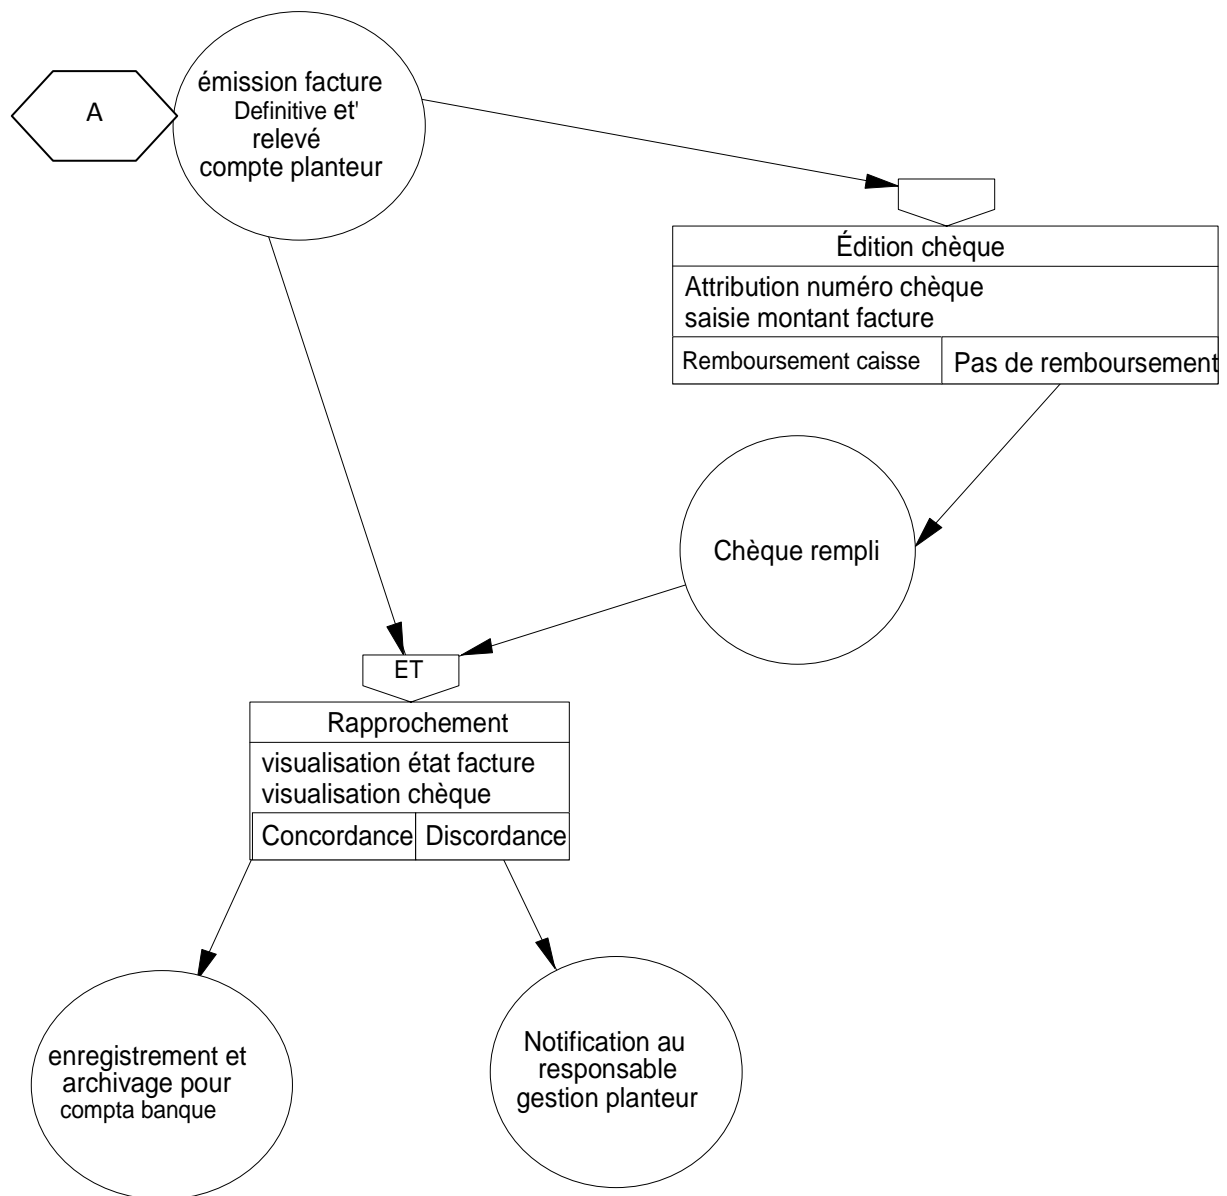 A
émission facture
Definitive et'
relevé
compte planteur
Édition chèque
Attribution numéro chèque
saisie montant facture
Remboursement caisse
Pas de remboursement
Chèque rempli
ET
Rapprochement
visualisation état facture
visualisation chèque
Concordance
Discordance
enregistrement et
archivage pour
compta banque
Notification au
responsable
gestion planteur